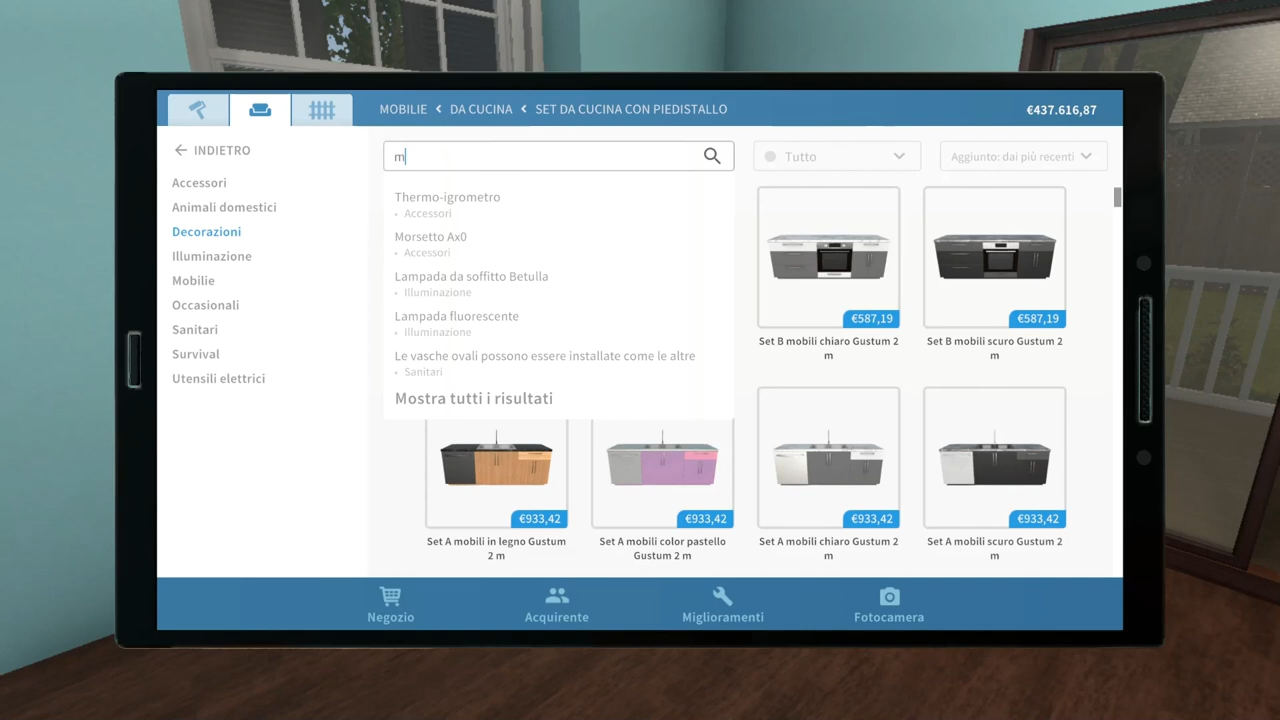 MOBILIE < DA CUCINA < SET DA CUCINA CON PIEDISTALLO
€437.616,87
INDIETRO
Accessori
Animali domestici
Decorazioni
Illuminazione
Mobilie
Occasionali
Sanitari
Survival
Utensili elettrici
m
Tutto
Aggiunto: dai più recenti
Thermo-igrometro
• Accessori
Morsetto Ax0
• Accessori
Lampada da soffitto Betulla
• Illuminazione
Lampada fluorescente
• Illuminazione
Le vasche ovali possono essere installate come le altre
• Sanitari
Mostra tutti i risultati
€587,19
Set B mobili chiaro Gustum 2
m
€587,19
Set B mobili scuro Gustum 2
m
€933,42
Set A mobili in legno Gustum
2 m
€933,42
Set A mobili color pastello
Gustum 2 m
€933,42
Set A mobili chiaro Gustum 2
m
€933,42
Set A mobili scuro Gustum 2
m
Negozio
Acquirente
Miglioramenti
Fotocamera